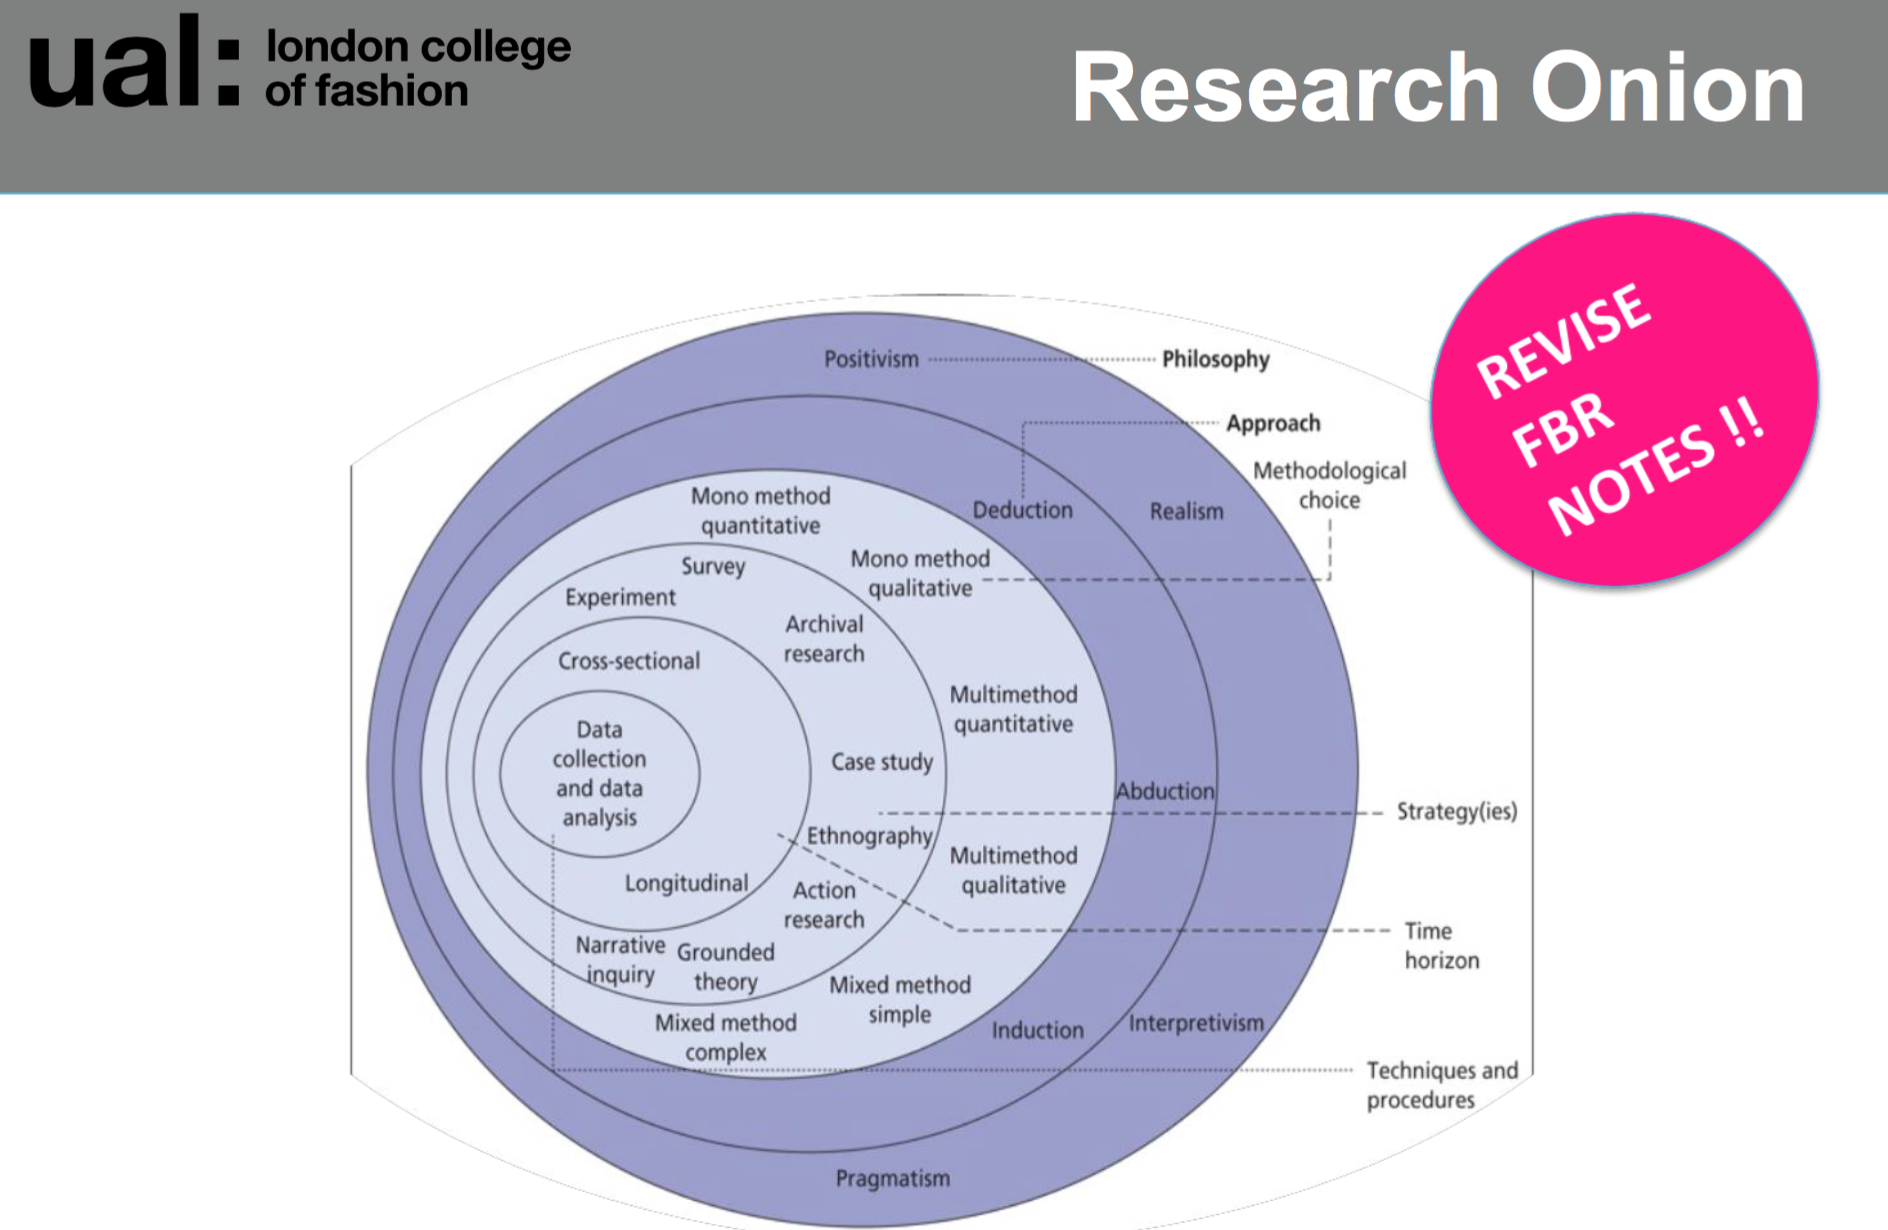 ual:
london college
of fashion
Research Onion
REVISE
FBR
NOTES !!
Positivism
Philosophy
Approach
Methodological
choice
Mono method
quantitative
Deduction
Realism
Survey
Mono method
qualitative
Experiment
Archival
research
Cross-sectional
Multimethod
quantitative
Data
collection
and data
analysis
Case study
Abduction
Strategy(ies)
Ethnography
Multimethod
qualitative
Longitudinal
Action
research
Time
horizon
Narrative
inquiry
Grounded
theory
Mixed method
simple
Mixed method
complex
Induction
Interpretivism
Techniques and
procedures
Pragmatism